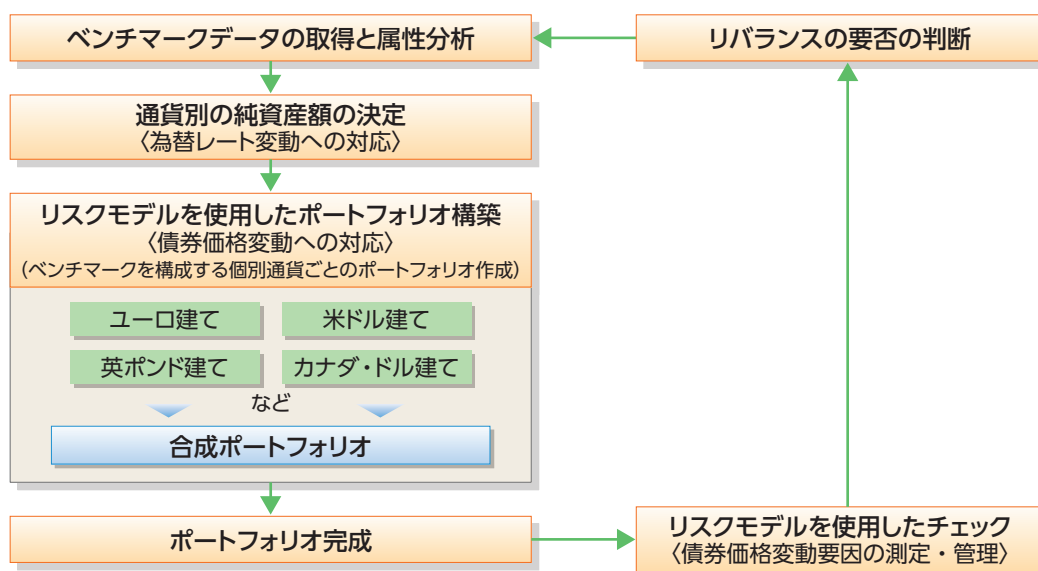 ベンチマークデータの取得と属性分析
リバランスの要否の判断
通貨別の純資産額の決定
〈為替レート変動への対応〉
リスクモデルを使用したポートフォリオ構築
〈債券価格変動への対応〉
(ベンチマークを構成する個別通貨ごとのポートフォリオ作成)
ユーロ建て
米ドル建て
英ポンド建て
カナダ・ドル建て
など
合成ポートフォリオ
ポートフォリオ完成
リスクモデルを使用したチェック
〈債券価格変動要因の測定・管理〉